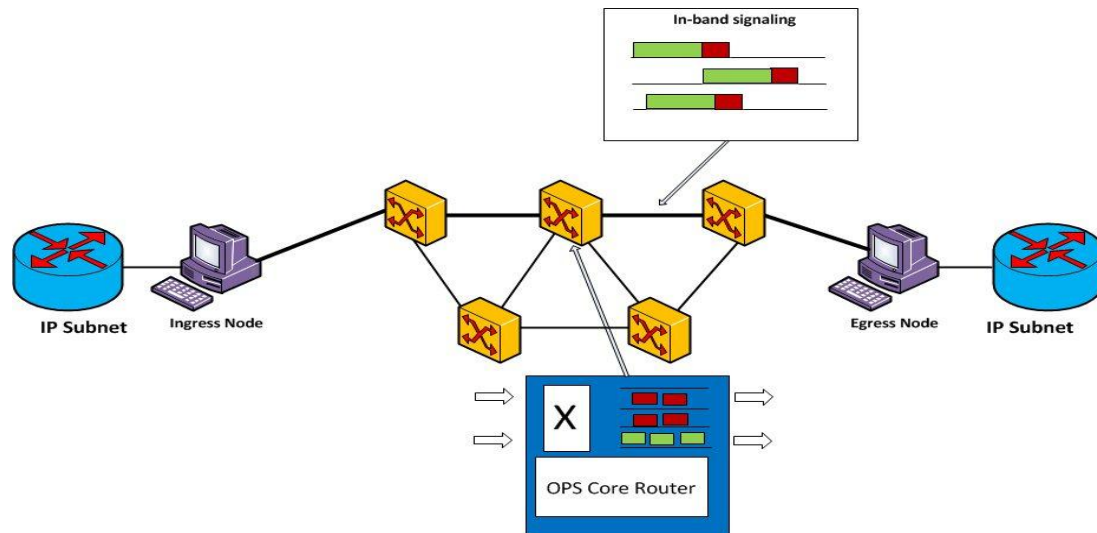 In-band signaling
IP Subnet
Ingress Node
Egress Node
IP Subnet
X
OPS Core Router